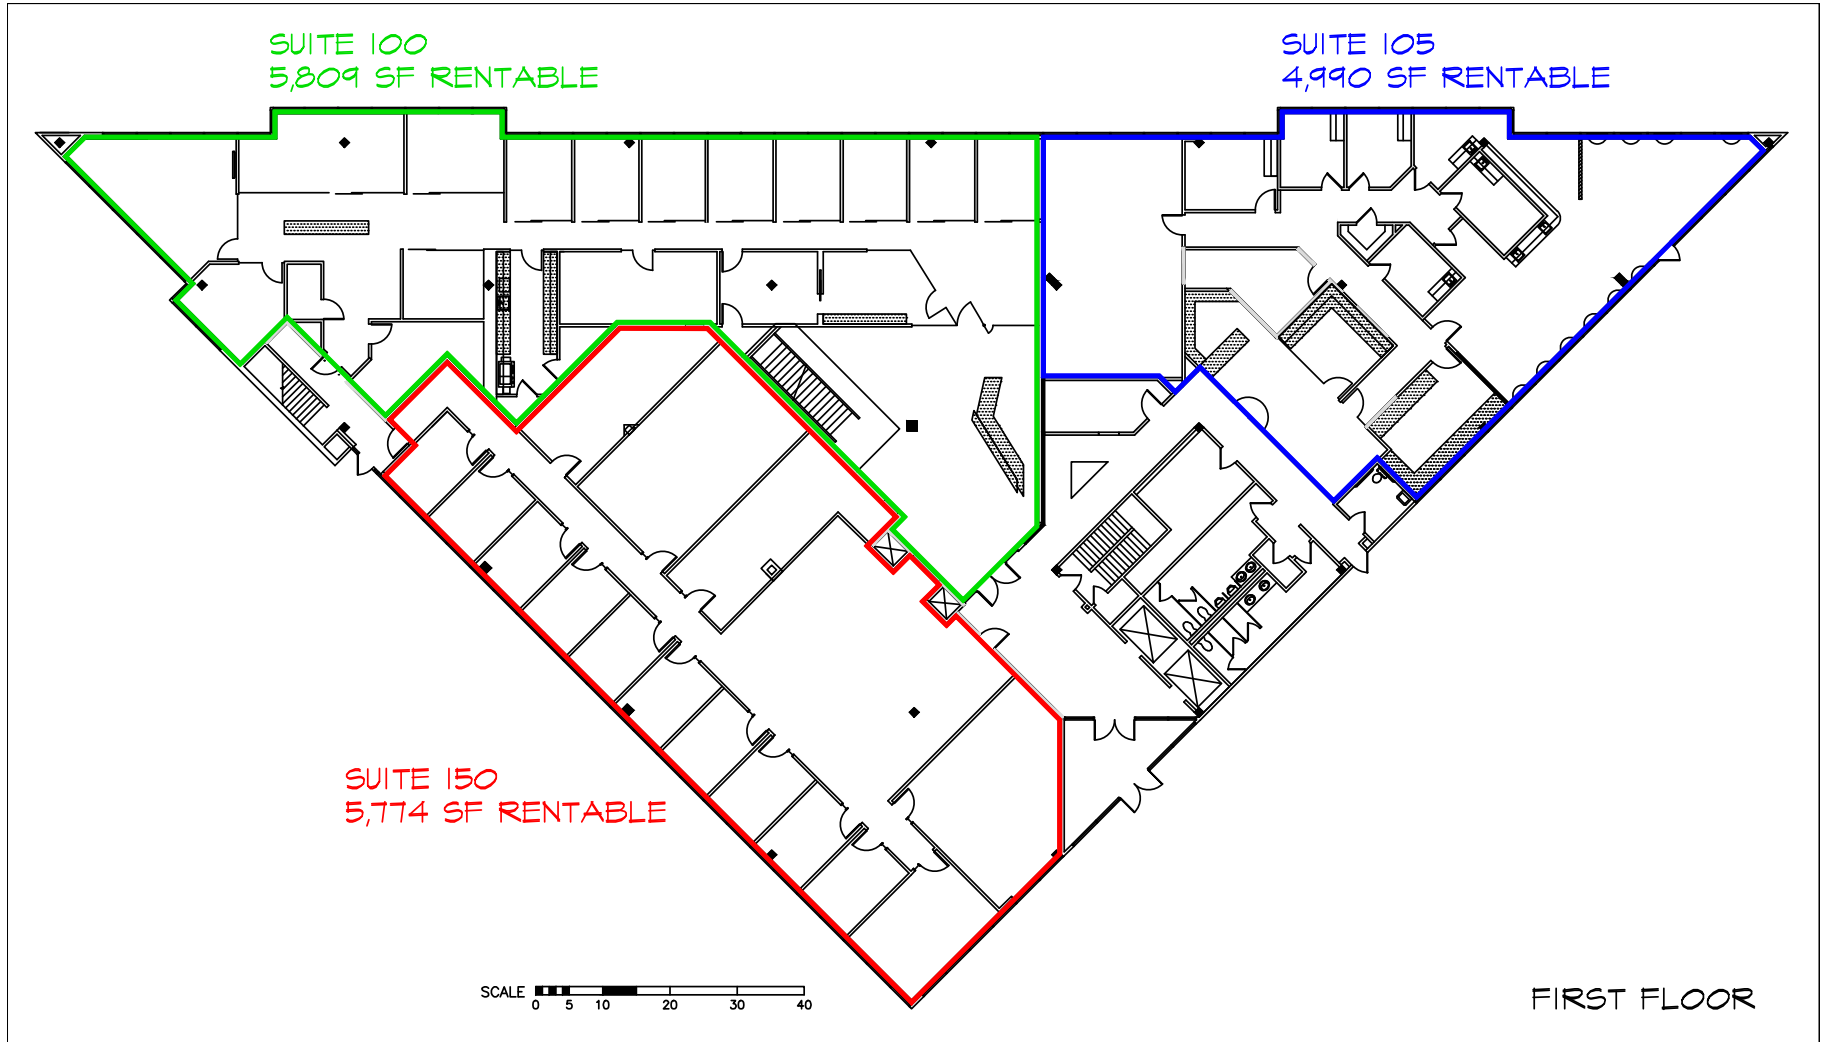 SUITE 100
5,809 SF RENTABLE
SUITE 105
4,990 SF RENTABLE
SUITE 150
5,774 SF RENTABLE
SCALE
0 5 10 20 30 40
FIRST FLOOR